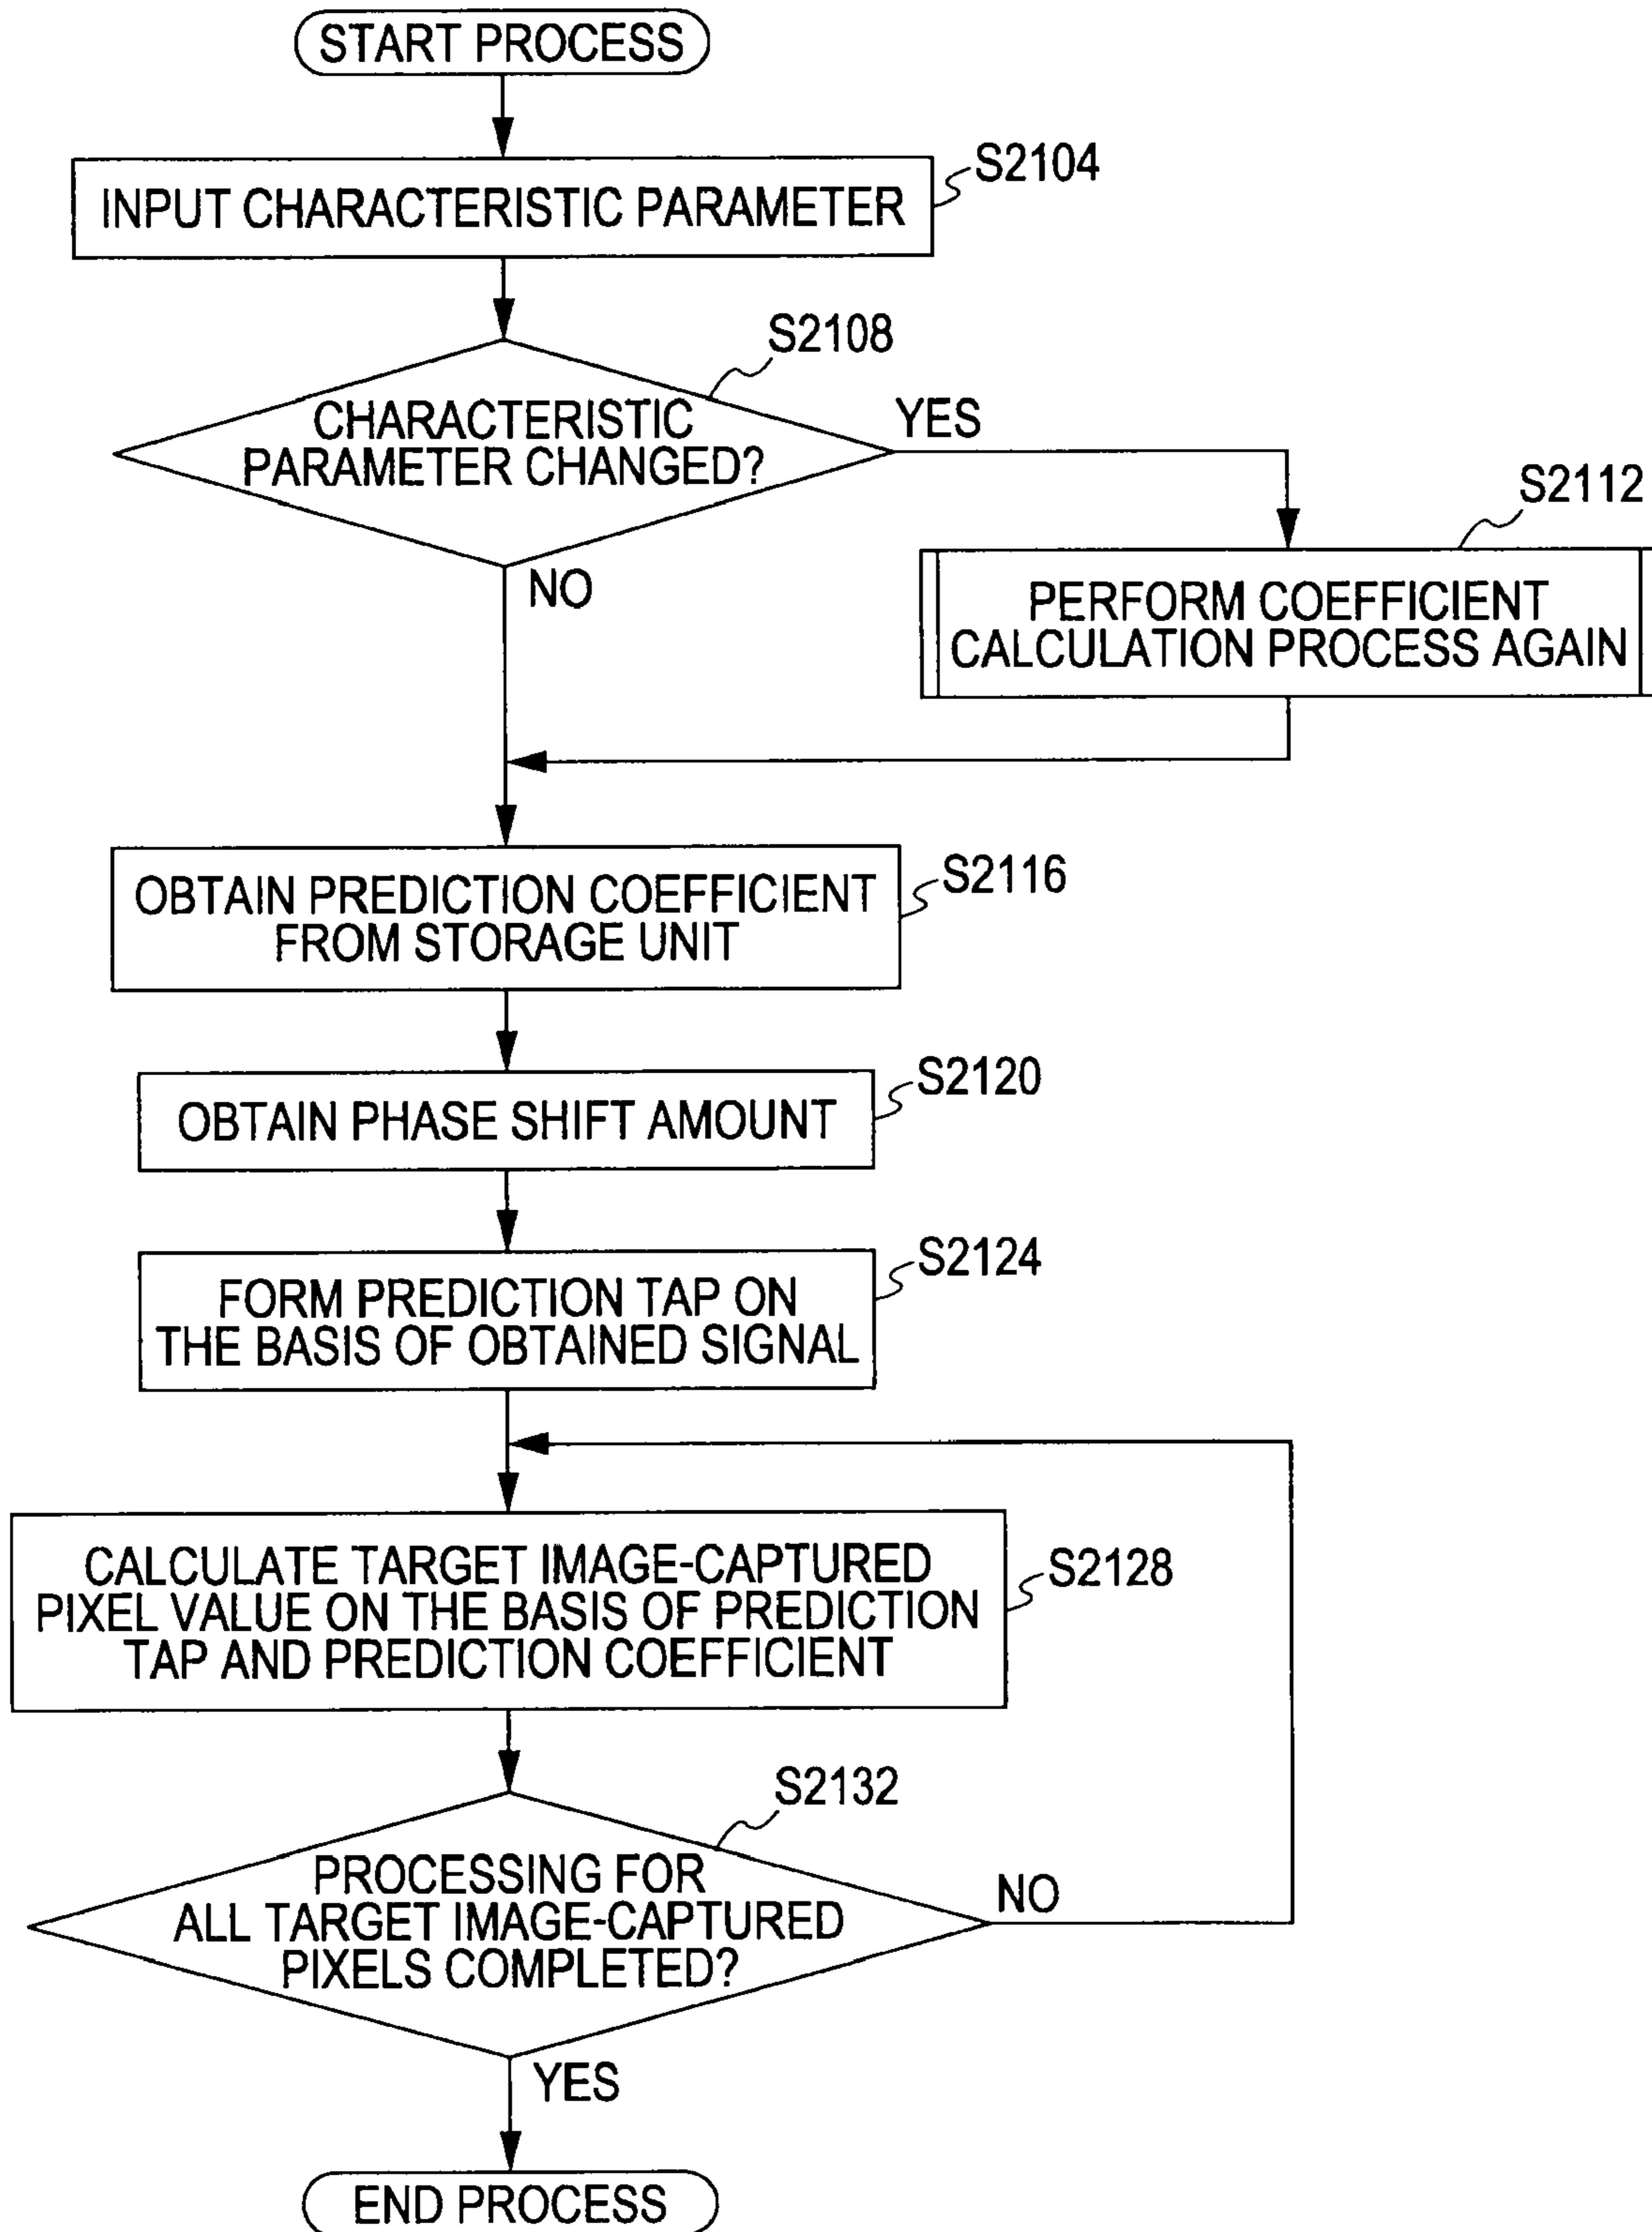 START PROCESS
S2104
INPUT CHARACTERISTIC PARAMETER
S2108
CHARACTERISTIC
PARAMETER CHANGED?
YES
S2112
NO
PERFORM COEFFICIENT
CALCULATION PROCESS AGAIN
S2116
OBTAIN PREDICTION COEFFICIENT
FROM STORAGE UNIT
S2120
OBTAIN PHASE SHIFT AMOUNT
S2124
FORM PREDICTION TAP ON
THE BASIS OF OBTAINED SIGNAL
S2128
CALCULATE TARGET IMAGE-CAPTURED
PIXEL VALUE ON THE BASIS OF PREDICTION
TAP AND PREDICTION COEFFICIENT
S2132
PROCESSING FOR
ALL TARGET IMAGE-CAPTURED
PIXELS COMPLETED?
NO
YES
END PROCESS